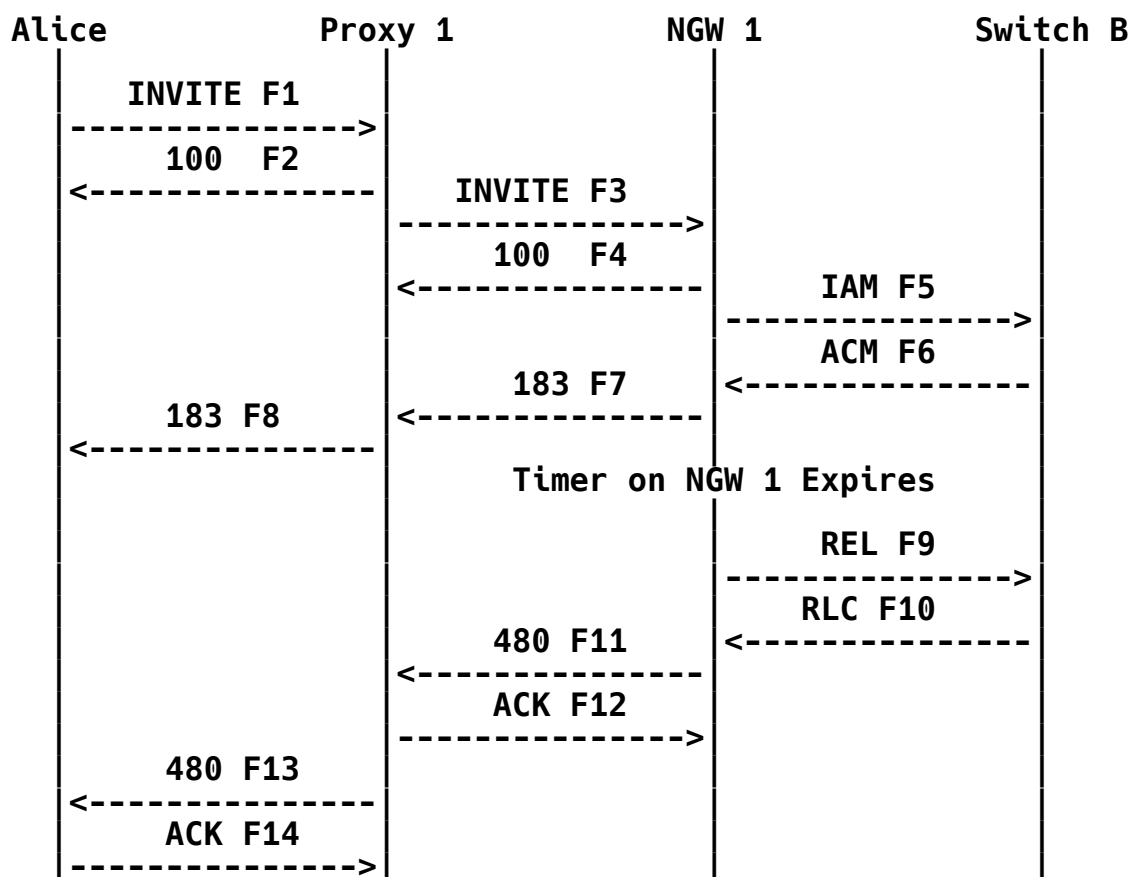 Alice Proxy 1 NGW 1 Switch B
INVITE F1
100 F2
INVITE F3
100 F4
IAM F5
ACM F6
183 F7
183 F8
Timer on NGW 1 Expires
REL F9
RLC F10
480 F11
ACK F12
480 F13
ACK F14